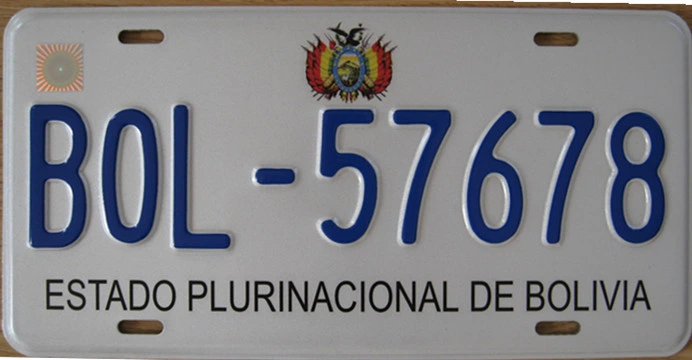 BOL-57678
ESTADO PLURINACIONAL DE BOLIVIA